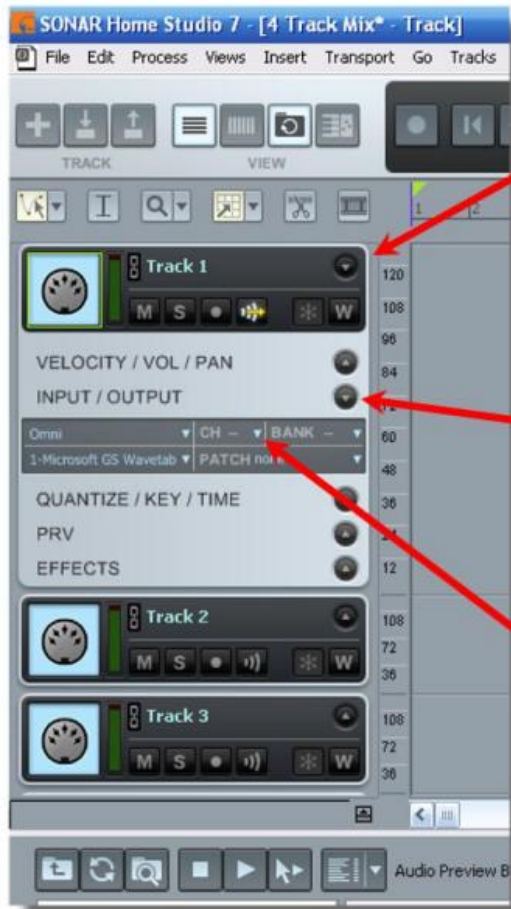 SONAR Home Studio 7 - [4 Track Mix* - Track]
File Edit Process Views Insert Transport Go Tracks
TRACK VIEW
1 2
Track 1
M S W
VELOCITY / VOL / PAN
INPUT / OUTPUT
Omni CH - BANK -
1-Microsoft GS Wavetab PATCH
QUANTIZE / KEY / TIME
PRV
EFFECTS
120
108
96
84
60
48
36
12
Track 2
M S W
108
72
36
Track 3
M S W
108
72
36
Audio Preview B